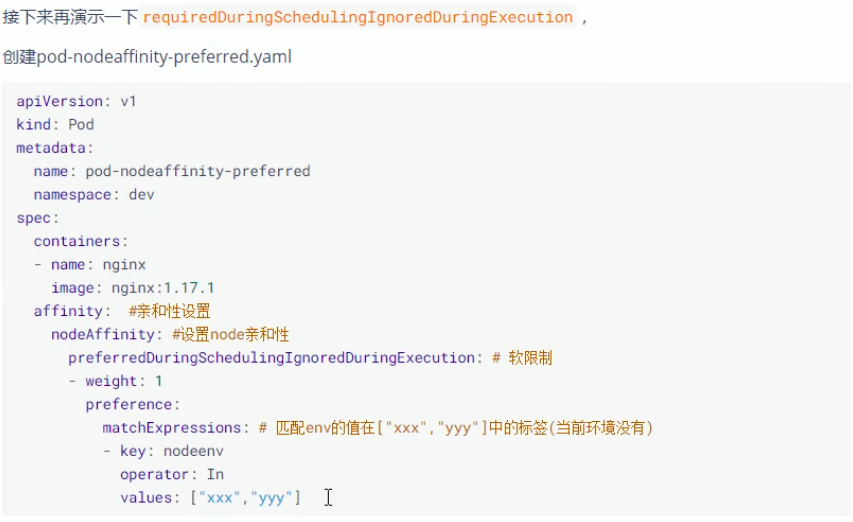 接下来再演示一下 requiredDuringSchedulingIgnoredDuringExecution ,
创建pod-nodeaffinity-preferred.yaml
apiVersion: v1
kind: Pod
metadata:
  name: pod-nodeaffinity-preferred
  namespace: dev
spec:
  containers:
  - name: nginx
    image: nginx:1.17.1
  affinity:  #亲和性设置
    nodeAffinity: #设置node亲和性
      preferredDuringSchedulingIgnoredDuringExecution: # 软限制
      - weight: 1
        preference:
          matchExpressions: # 匹配env的值在["xxx","yyy"]中的标签(当前环境没有)
          - key: nodeenv
            operator: In
            values: ["xxx","yyy"]